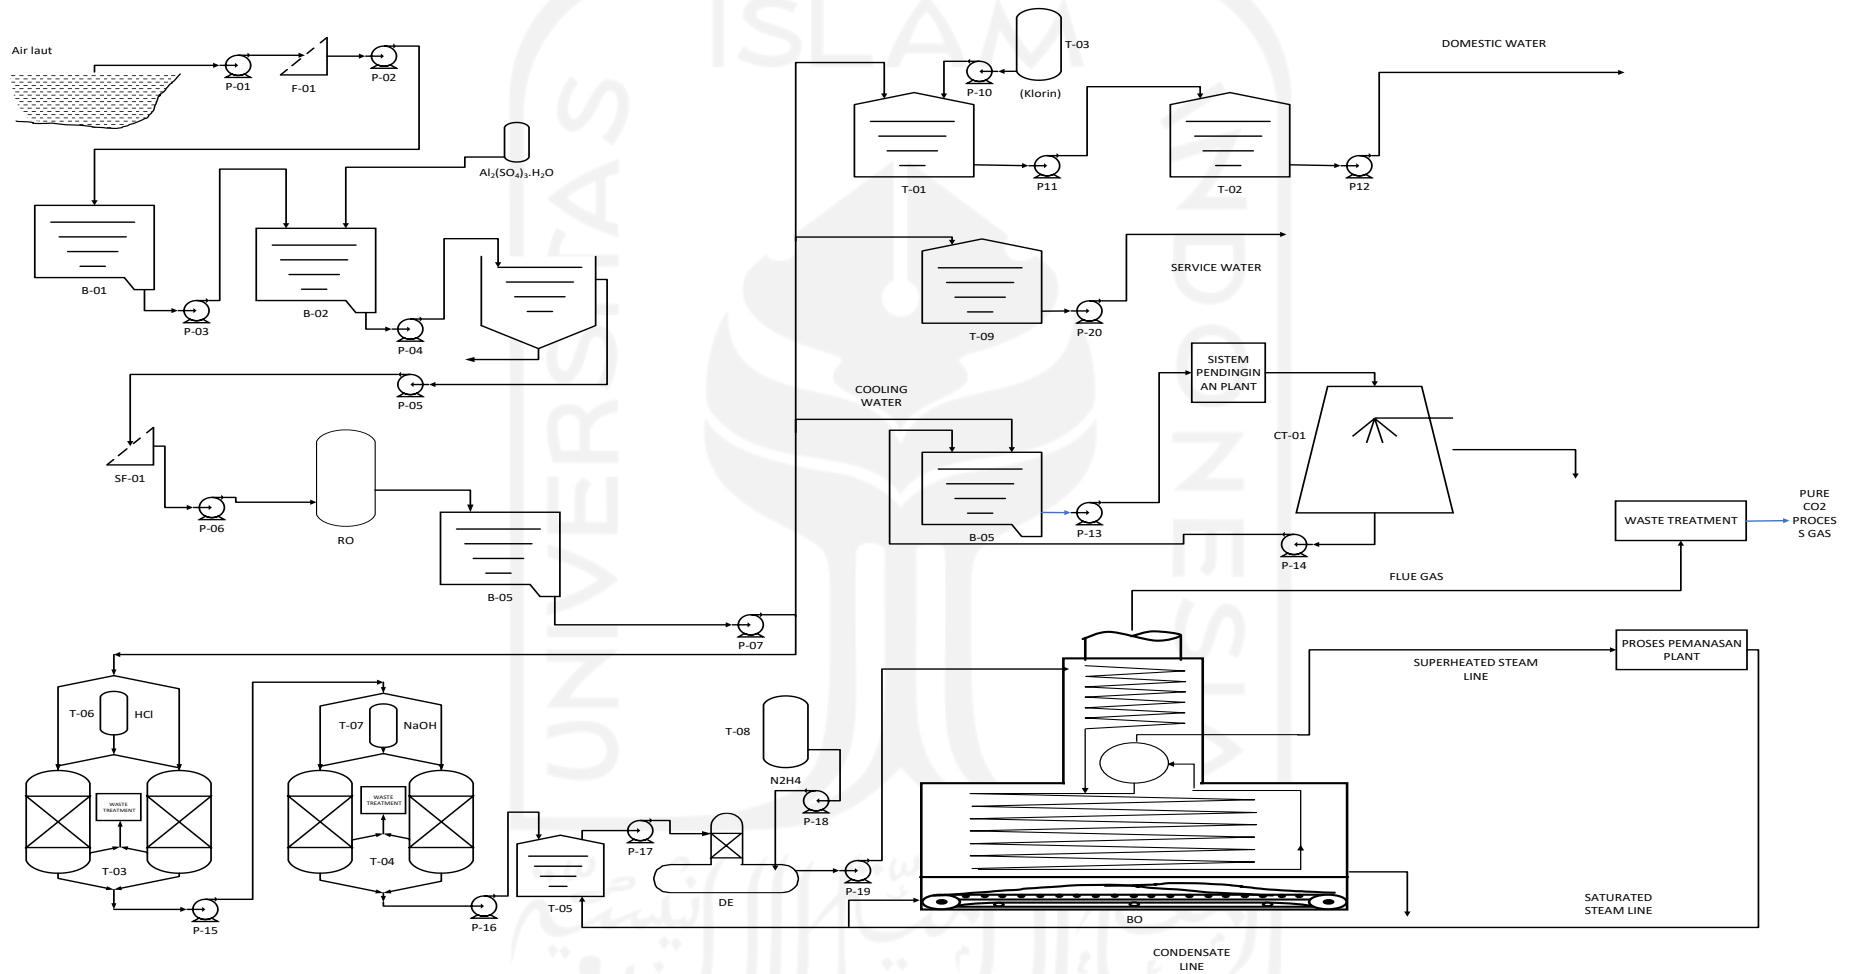 ISLAM
UNIVERSITAS
INDONESIA
Air laut
P-01
F-01
P-02
Al₂(SO₄)₃.H₂O
B-01
P-03
B-02
P-04
P-05
SF-01
P-06
RO
B-05
P-07
T-03
(Klorin)
P-10
T-01
P11
T-02
P12
DOMESTIC WATER
T-09
P-20
SERVICE WATER
COOLING
WATER
SISTEM
PENDINGIN
AN PLANT
CT-01
B-05
P-13
P-14
WASTE TREATMENT
PURE
CO2
PROCES
S GAS
FLUE GAS
PROSES PEMANASAN
PLANT
SUPERHEATED STEAM
LINE
T-06
HCl
WASTE
TREATMENT
T-03
P-15
T-07
NaOH
WASTE
TREATMENT
T-04
P-16
T-05
P-17
T-08
N2H4
P-18
DE
P-19
BO
SATURATED
STEAM LINE
CONDENSATE
LINE